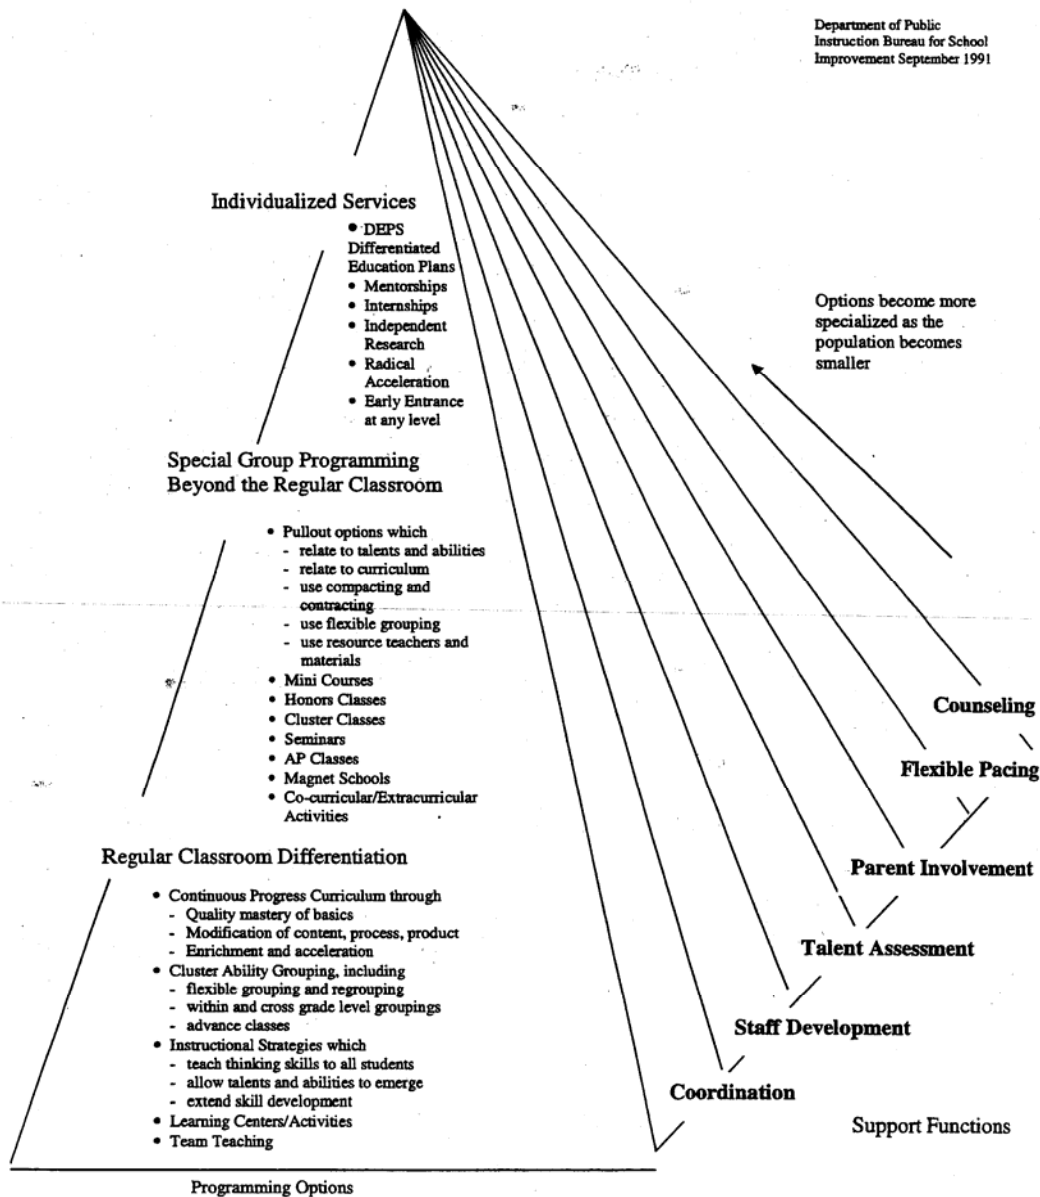 Department of Public
Instruction Bureau for School
Improvement September 1991
Individualized Services
• DEPS
Differentiated
Education Plans
• Mentorships
• Internships
• Independent
Research
• Radical
Acceleration
• Early Entrance
at any level
Options become more
specialized as the
population becomes
smaller
Special Group Programming
Beyond the Regular Classroom
• Pullout options which
- relate to talents and abilities
- relate to curriculum
- use compacting and
contracting
- use flexible grouping
- use resource teachers and
materials
• Mini Courses
• Honors Classes
• Cluster Classes
• Seminars
• AP Classes
• Magnet Schools
• Co-curricular/Extracurricular
Activities
Regular Classroom Differentiation
• Continuous Progress Curriculum through
- Quality mastery of basics
- Modification of content, process, product
- Enrichment and acceleration
• Cluster Ability Grouping, including
- flexible grouping and regrouping
- within and cross grade level groupings
- advance classes
• Instructional Strategies which
- teach thinking skills to all students
- allow talents and abilities to emerge
- extend skill development
• Learning Centers/Activities
• Team Teaching
Programming Options
Counseling
Flexible Pacing
Parent Involvement
Talent Assessment
Staff Development
Coordination
Support Functions